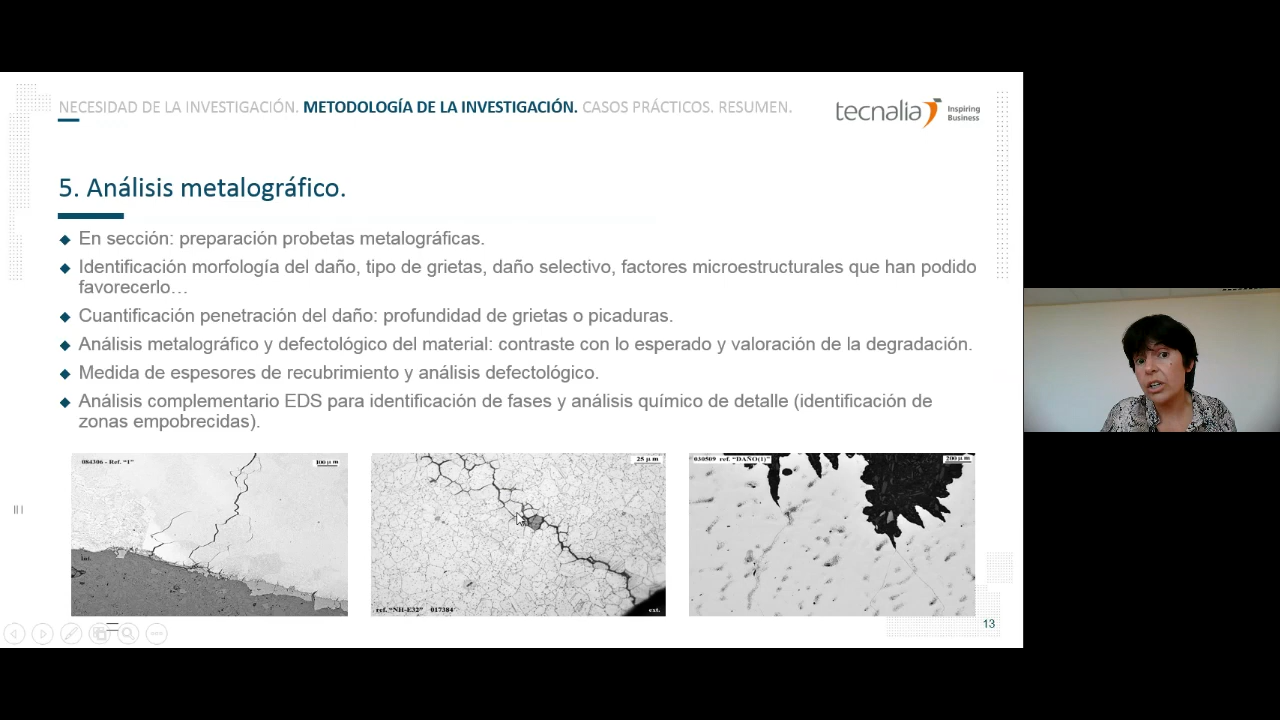 NECESIDAD DE LA INVESTIGACIÓN. METODOLOGÍA DE LA INVESTIGACIÓN. CASOS PRÁCTICOS. RESUMEN.
tecnalia Inspiring
Business
5. Análisis metalográfico.
En sección: preparación probetas metalográficas.
Identificación morfología del daño, tipo de grietas, daño selectivo, factores microestructurales que han podido
favorecerlo…
Cuantificación penetración del daño: profundidad de grietas o picaduras.
Análisis metalográfico y defectológico del material: contraste con lo esperado y valoración de la degradación.
Medida de espesores de recubrimiento y análisis defectológico.
Análisis complementario EDS para identificación de fases y análisis químico de detalle (identificación de
zonas empobrecidas).
084306 - Ref. "1"
100 µm
int.
25 µm
ref. "NH-E32" 017384
ext.
030509 ref. "DAÑO(1)"
200 µm
13